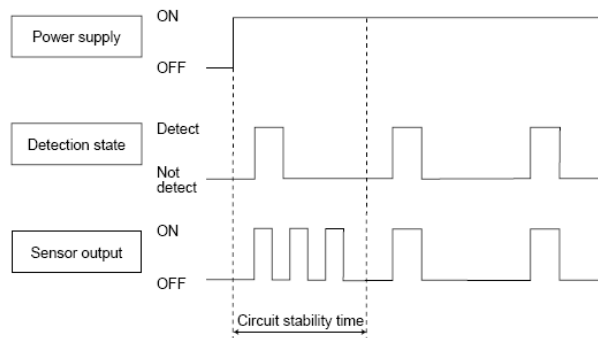 Power supply
ON
OFF
Detection state
Detect
Not
detect
Sensor output
ON
OFF
Circuit stability time